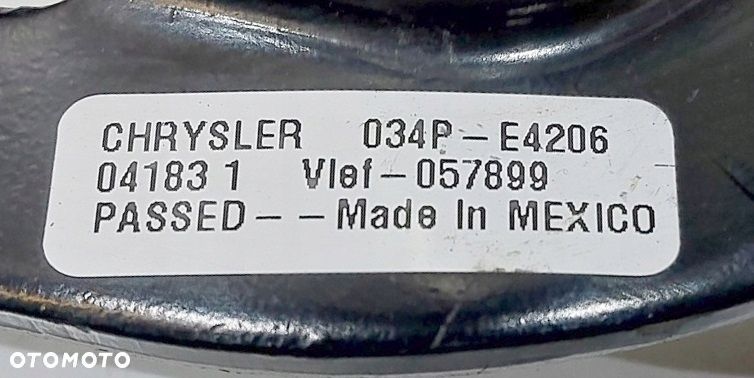 CHRYSLER 034P-E4206
04183 1 Vlef-057899
PASSED--Made In MEXICO
OTOMOTO